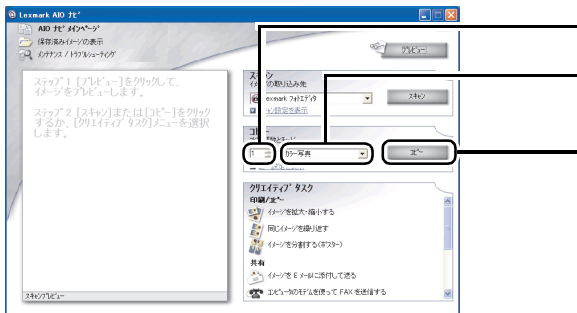 Lexmark AIO ナビ
AIO ナビ メインページ
保存済みイメージの表示
メンテナンス / トラブルシューティング
プレビュー
ステップ 1 [プレビュー]をクリックして、
イメージをプレビューします。
ステップ 2 [スキャン]または[コピー]をクリック
するか、[クリエイティブ タスク]メニューを選択
します。
スキャン
の取り込み先
exmark フォトエディタ
スキャン
ン設定を表示
コピー
1
カラー写真
コピー
クリエイティブ タスク
印刷/コピー
イメージを拡大・縮小する
同じイメージを繰り返す
イメージを分割する(ポスター)
共有
イメージを E メールに添付して送る
コンピュータのモデムを使って FAX を送信する
スキャンプレビュー